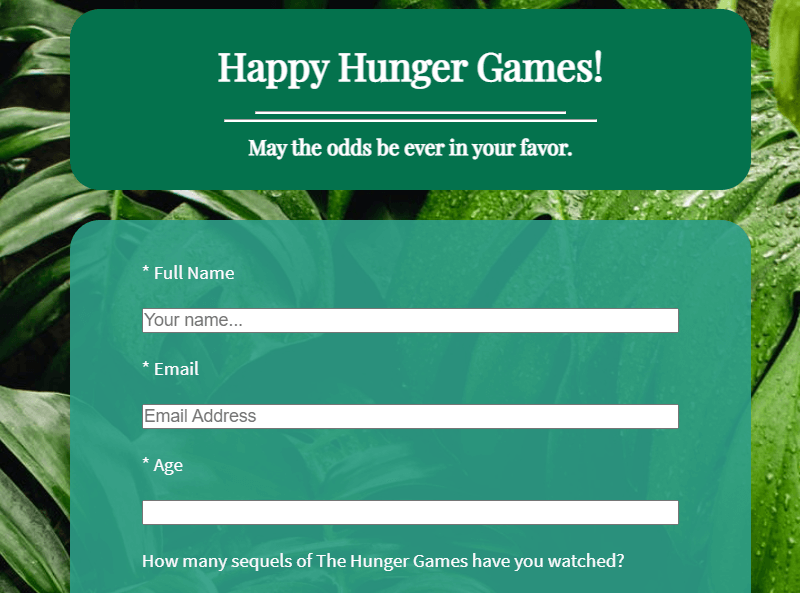 Happy Hunger Games!
May the odds be ever in your favor.
* Full Name
Your name...
* Email
Email Address
* Age
How many sequels of The Hunger Games have you watched?